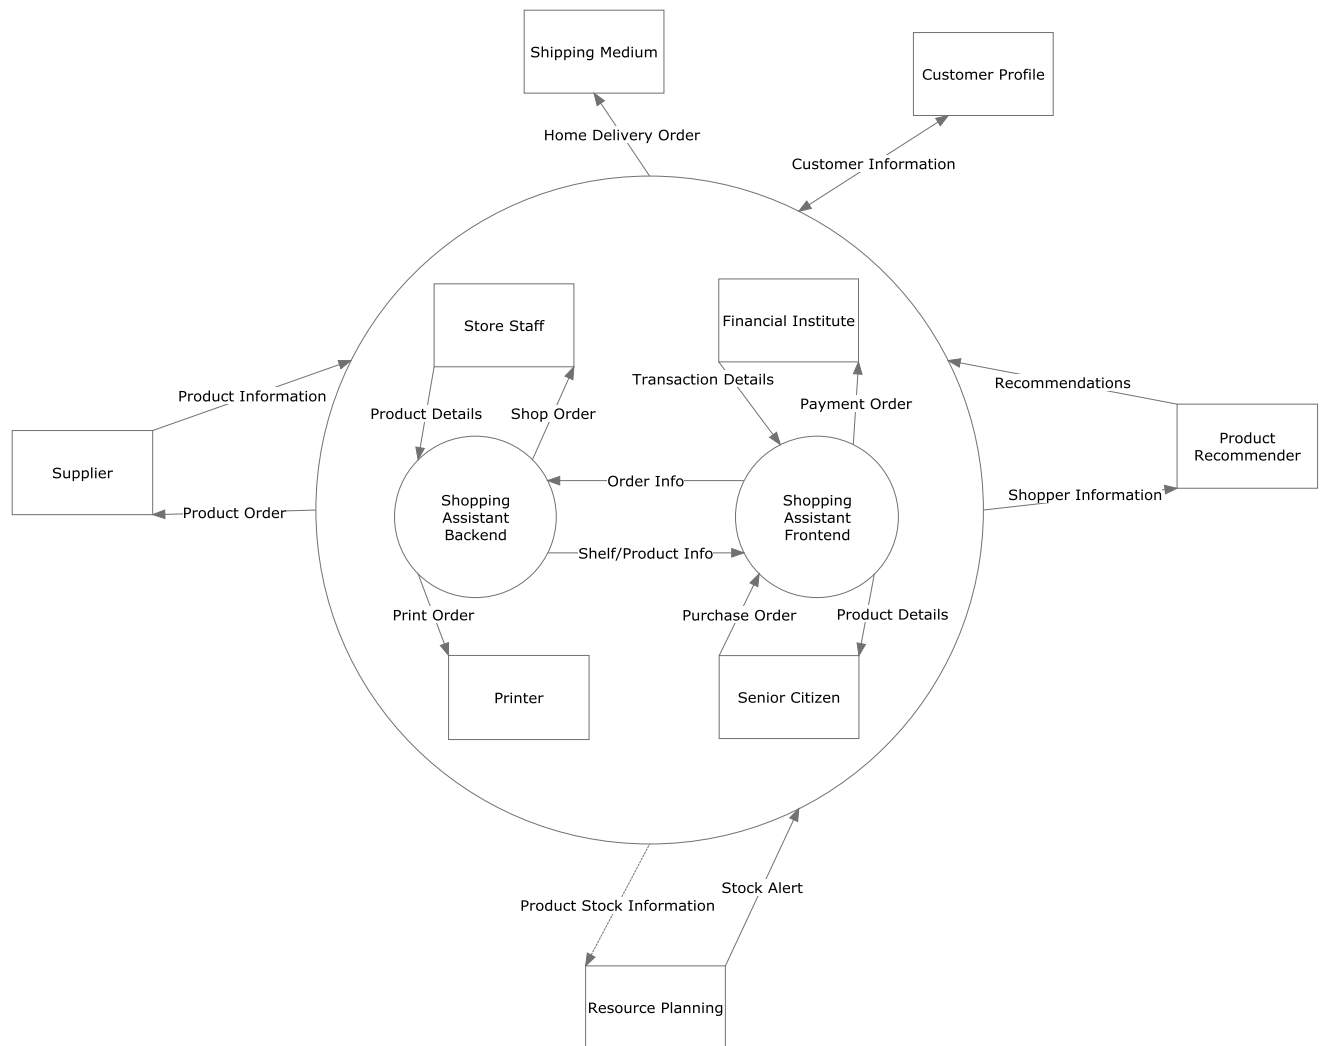 Shipping Medium
Customer Profile
Home Delivery Order
Customer Information
Store Staff
Financial Institute
Transaction Details
Recommendations
Product Information
Payment Order
Product Details
Shop Order
Product
Recommender
Supplier
Order Info
Shopper Information
Shopping
Assistant
Backend
Shopping
Assistant
Frontend
Product Order
Shelf/Product Info
Print Order
Purchase Order
Product Details
Printer
Senior Citizen
Stock Alert
Product Stock Information
Resource Planning